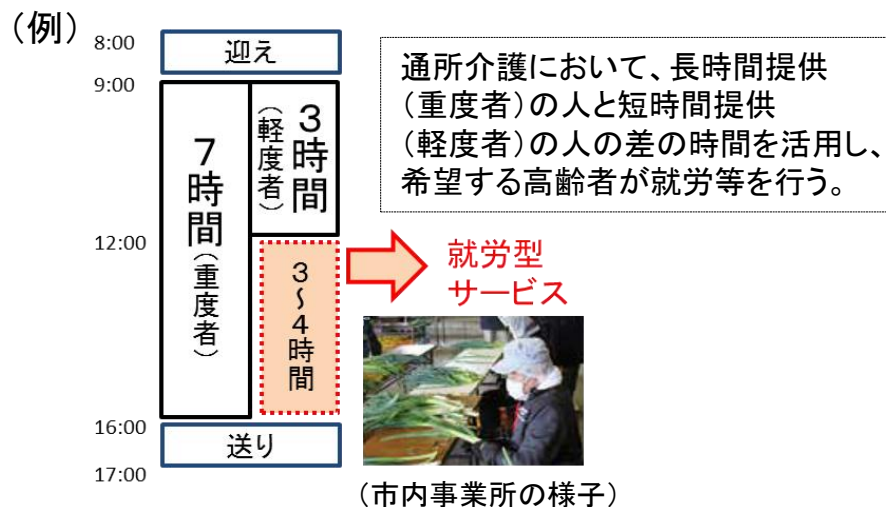 (例)
8:00
迎え
9:00
7時間(重度者)
3時間
(軽度者)
12:00
3~4時間
16:00
送り
17:00
通所介護において、長時間提供
(重度者)の人と短時間提供
(軽度者)の人の差の時間を活用し、
希望する高齢者が就労等を行う。
就労型
サービス
(市内事業所の様子)